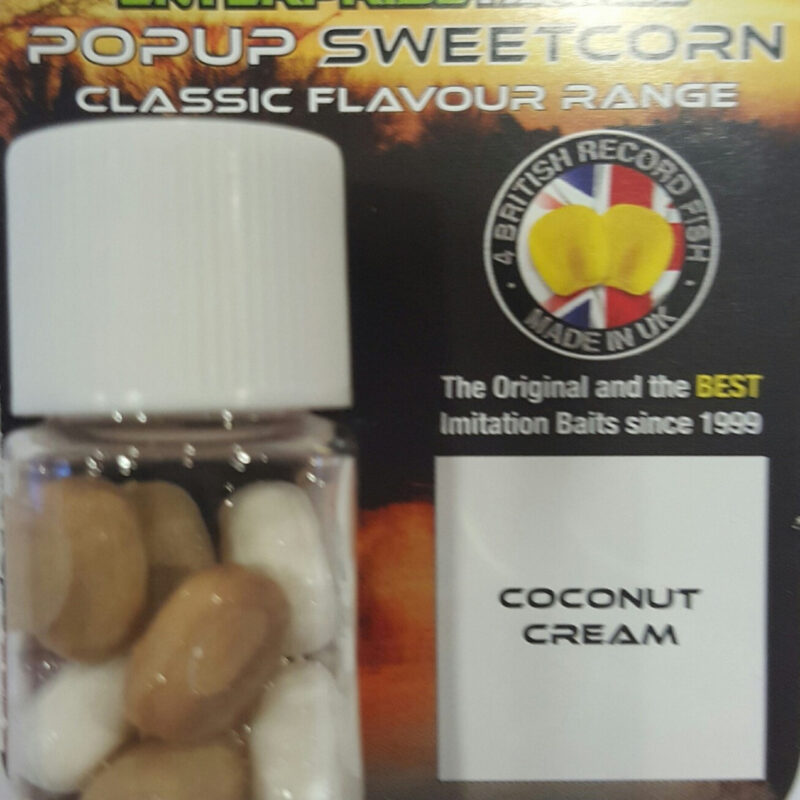 POPUP SWEETCORN
CLASSIC FLAVOUR RANGE
• 4 BRITISH RECORD FISH •
MADE IN UK
The Original and the BEST
Imitation Baits since 1999
COCONUT
CREAM